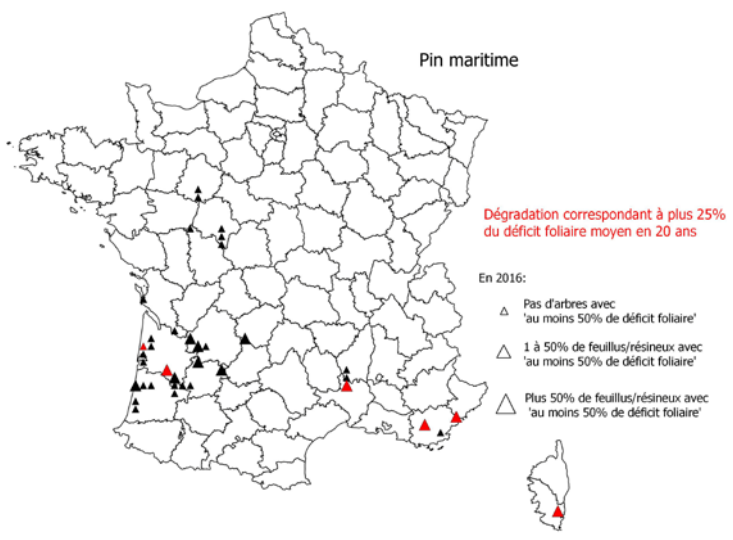 Pin maritime
Dégradation correspondant à plus 25%
du déficit foliaire moyen en 20 ans
En 2016:
Pas d'arbres avec
'au moins 50% de déficit foliaire'
1 à 50% de feuillus/résineux avec
'au moins 50% de déficit foliaire'
Plus 50% de feuillus/résineux avec
'au moins 50% de déficit foliaire'